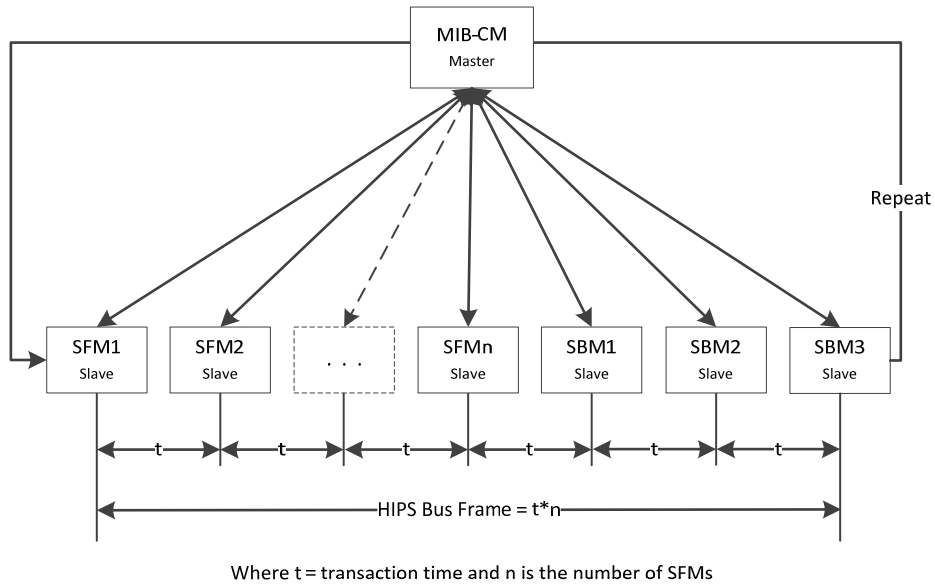 MIB-CM
Master
Repeat
SFM1
Slave
SFM2
Slave
. . .
SFMn
Slave
SBM1
Slave
SBM2
Slave
SBM3
Slave
t
t
t
t
t
t
HIPS Bus Frame = t*n
Where t = transaction time and n is the number of SFMs